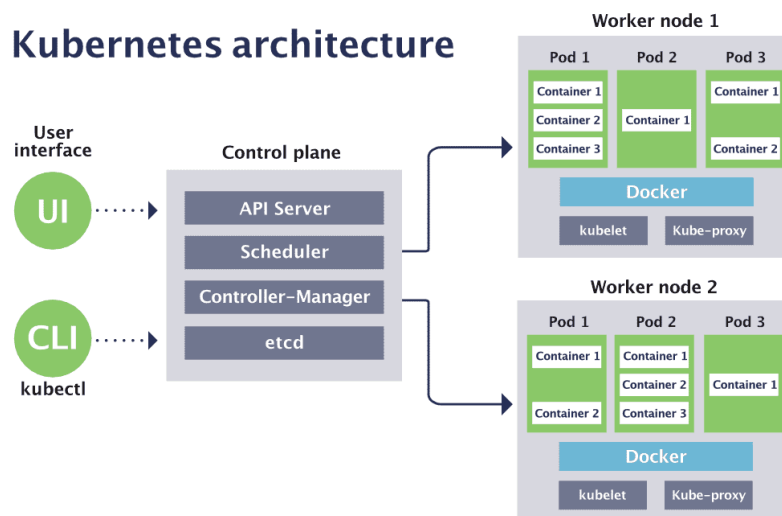 Kubernetes architecture
User
interface
UI
CLI
kubectl
Control plane
API Server
Scheduler
Controller-Manager
etcd
Worker node 1
Pod 1 Pod 2 Pod 3
Container 1
Container 2
Container 3
Container 1
Container 1
Container 2
Docker
kubelet Kube-proxy
Worker node 2
Pod 1 Pod 2 Pod 3
Container 1
Container 2
Container 1
Container 2
Container 3
Container 1
Docker
kubelet Kube-proxy